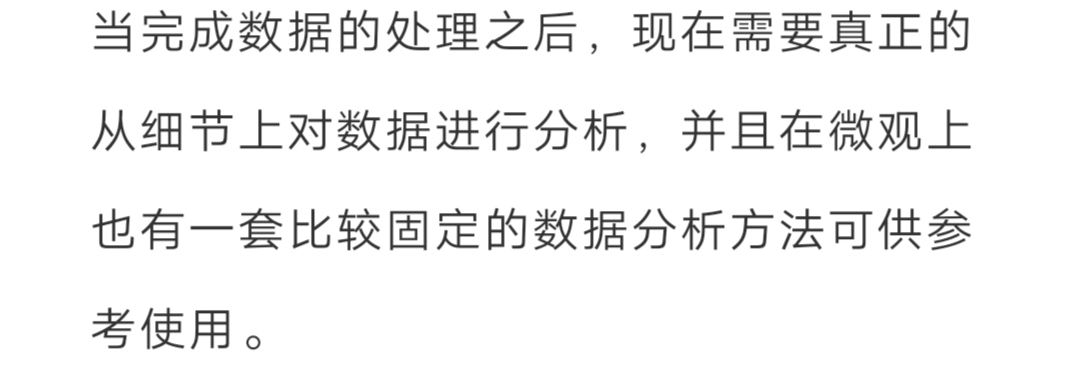 当完成数据的处理之后，现在需要真正的
从细节上对数据进行分析，并且在微观上
也有一套比较固定的数据分析方法可供参
考使用。